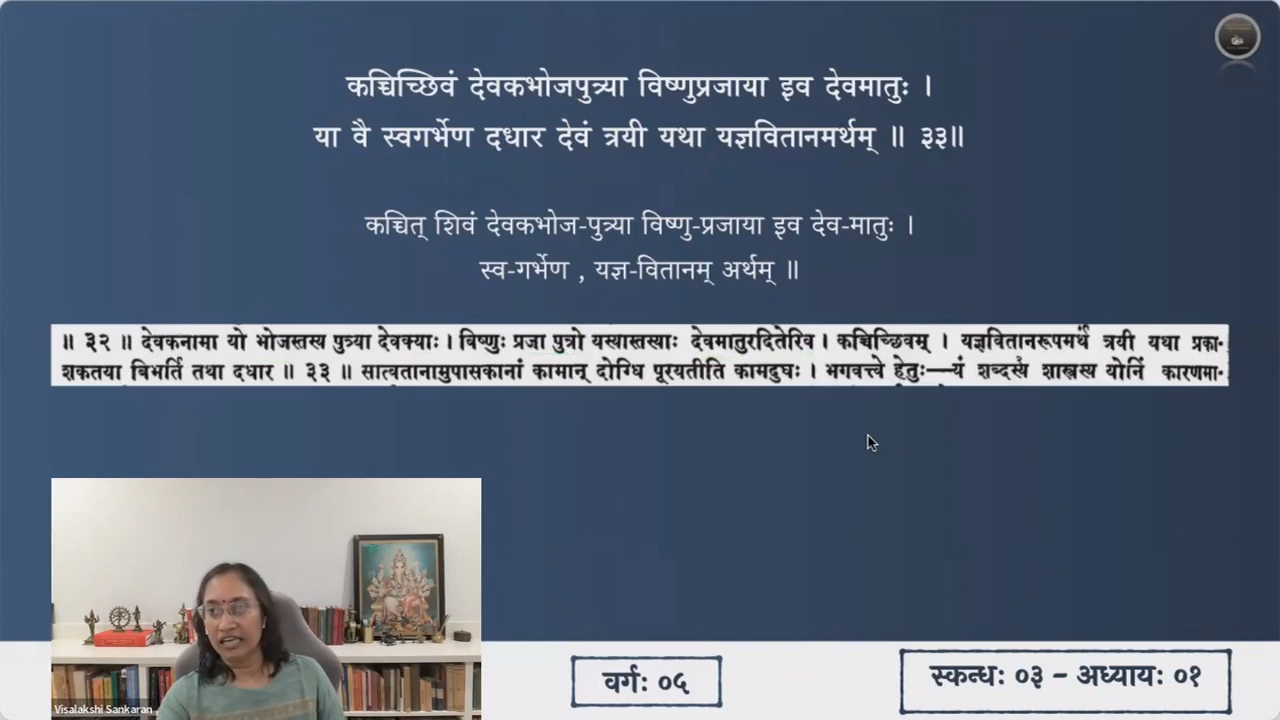 कच्चिच्छिवं देवकभोजपुत्र्या विष्णुप्रजाया इव देवमातुः ।
या वै स्वगर्भेण दधार देवं त्रयी यथा यज्ञवितानमर्थम् ॥ ३३॥
कच्चित् शिवं देवकभोज-पुत्र्या विष्णु-प्रजाया इव देव-मातुः ।
स्व-गर्भेण , यज्ञ-वितानम् अर्थम् ॥
॥ ३२ ॥ देवकनामा यो भोजस्तस्य पुत्र्या देवक्याः । विष्णुः प्रजा पुत्रो यस्यास्तस्याः देवमातुरदितेरिव । कच्चिच्छिवम् । यज्ञवितानरूपमर्थं त्रयी यथा प्रका-
शकतया बिभर्ति तथा दधार ॥ ३३ ॥ सात्वतानामुपासकानां कामान् दोग्धि पूरयतीति कामदुघः । भगवत्त्वे हेतुः—यं शब्दस्य शास्त्रस्य योनिं कारणमा-
Visalakshi Sankaran
वर्गः ०५
स्कन्धः ०३ - अध्यायः ०१